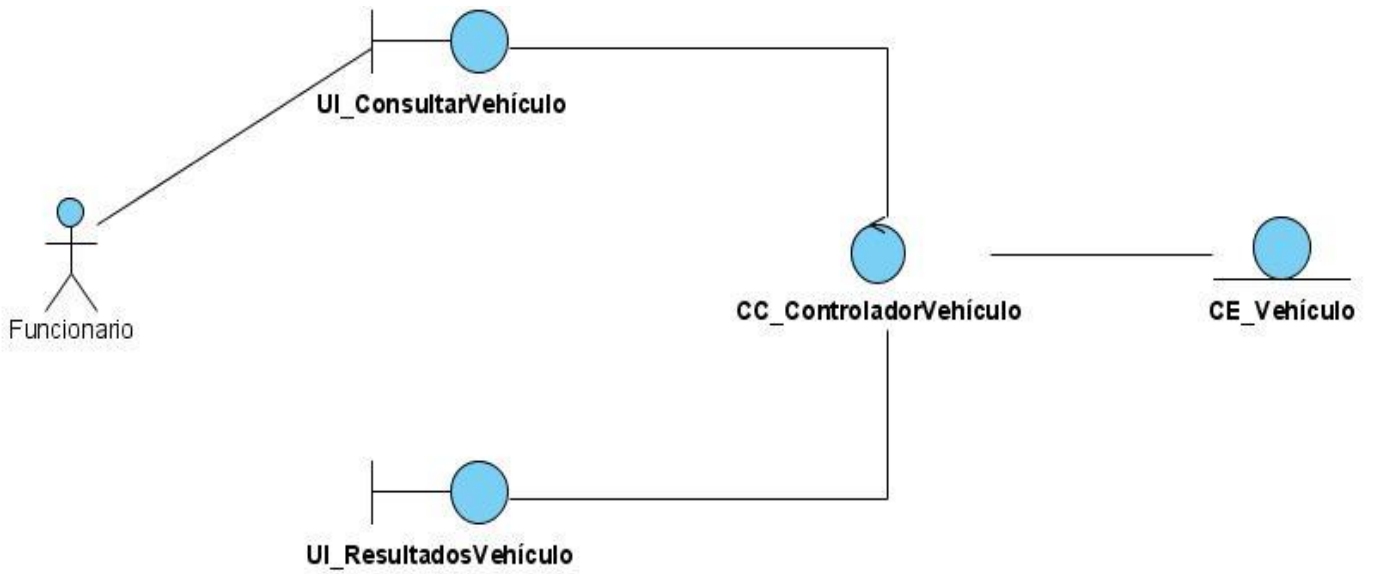 UI_ConsultarVehículo
Funcionario
CC_ControladorVehículo
CE_Vehículo
UI_ResultadosVehículo